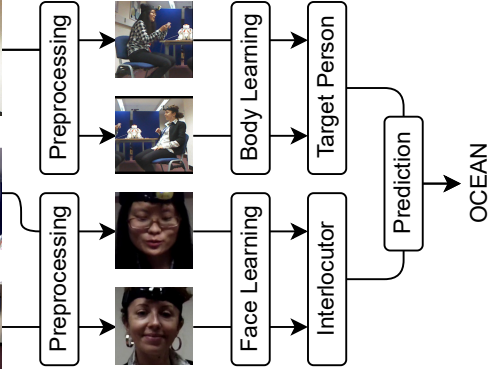 Preprocessing
Body Learning
Target Person
Preprocessing
Face Learning
Interlocutor
Prediction
OCEAN